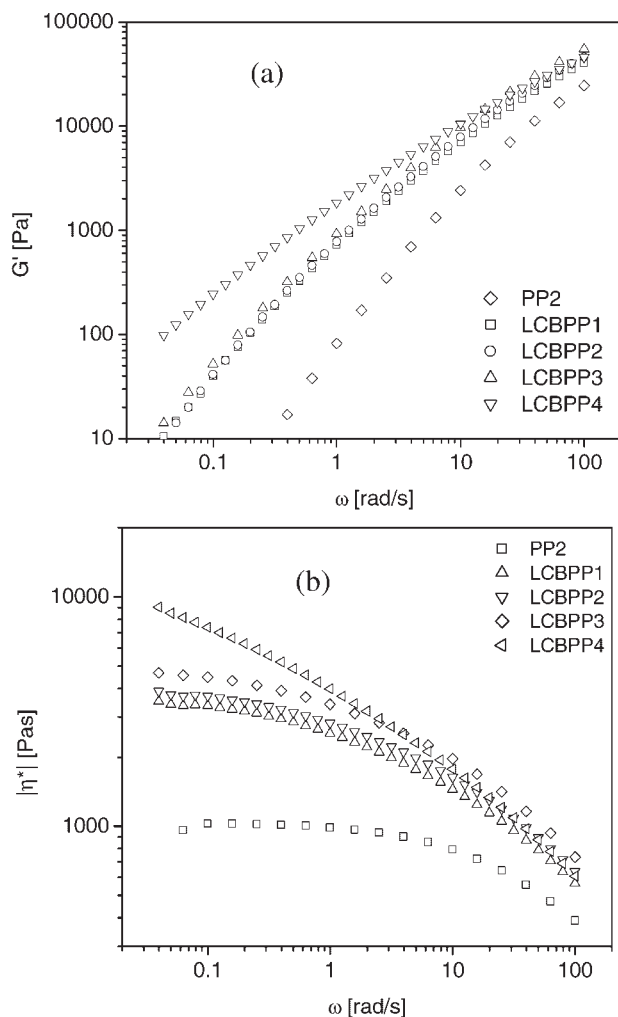 100000
(a)
10000
1000
G' [Pa]
PP2
LCBPP1
100
LCBPP2
LCBPP3
LCBPP4
10
0.1 1 10 100
ω [rad/s]
PP2
LCBPP1
(b)
LCBPP2
10000
LCBPP3
LCBPP4
|η*| [Pas]
1000
0.1 1 10 100
ω [rad/s]